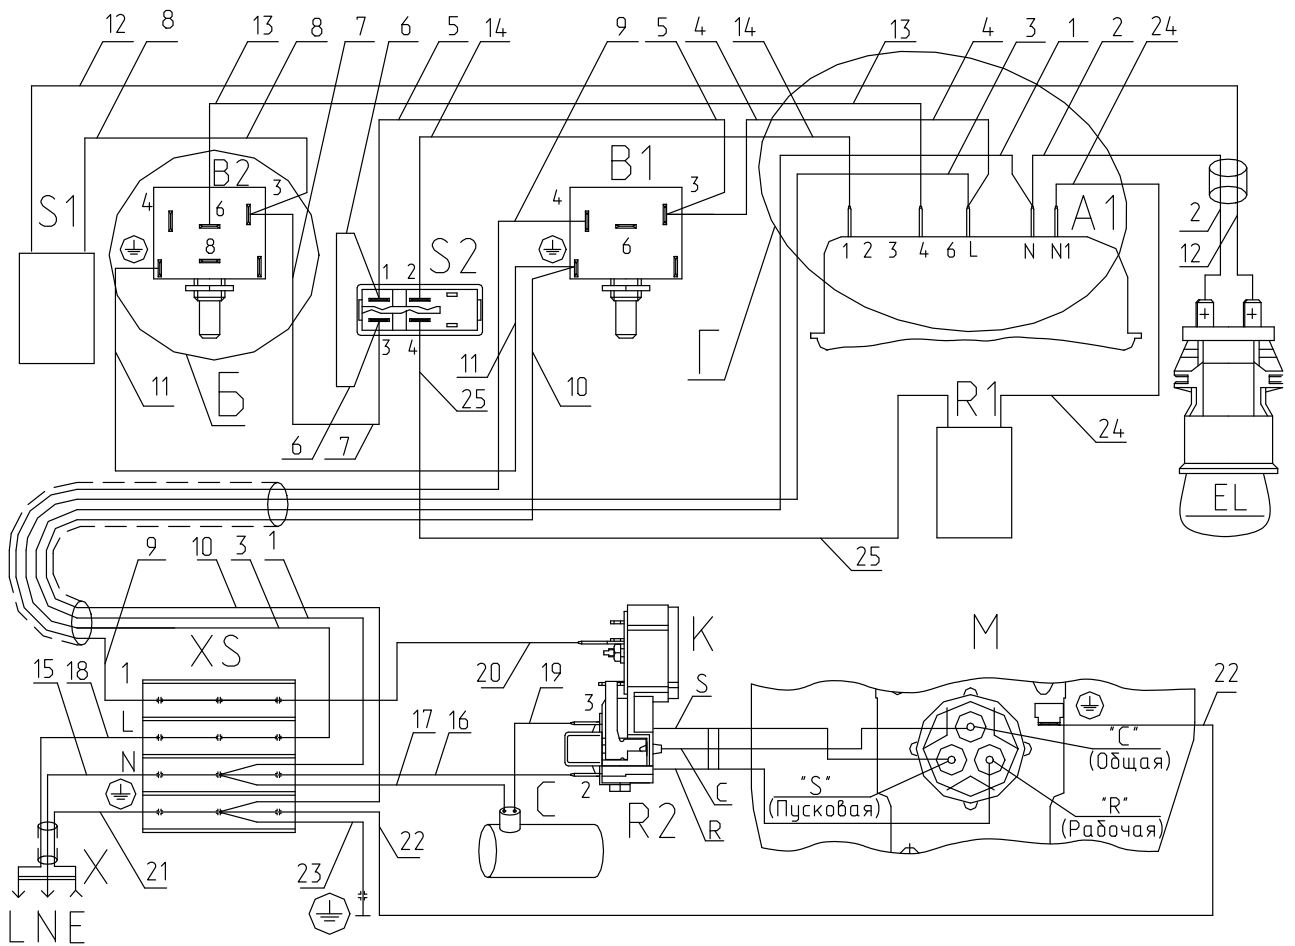 12
8
13
8
7
6
5
14
9
5
4
14
13
4
3
1
2
24
B2
3
4
6
8
S1
S2
1
2
3
4
B1
4
3
6
A1
1 2 3 4 6 L N N1
2
12
11
Б
6
7
25
11
10
Г
R1
24
EL
25
9
10
3
1
XS
15
18
1
L
N
17
16
20
19
K
S
3
2
C
R2
C
R
M
22
"C"
(Общая)
"S"
(Пусковая)
"R"
(Рабочая)
X
21
23
22
L N E